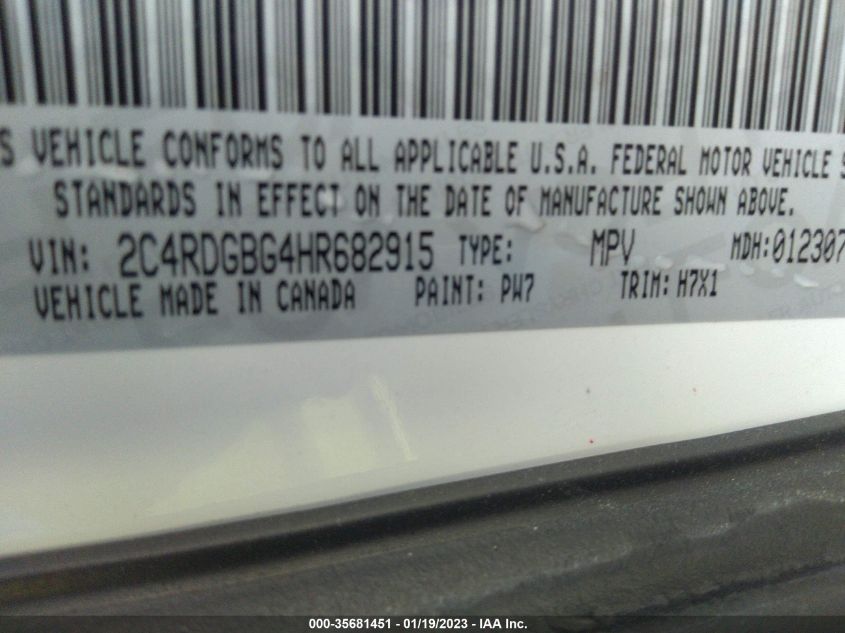 S VEHICLE CONFORMS TO ALL APPLICABLE U.S.A. FEDERAL MOTOR VEHICLE S
STANDARDS IN EFFECT ON THE DATE OF MANUFACTURE SHOWN ABOVE.
VIN: 2C4RDGBG4HR682915 TYPE: MPV MDH:012307
VEHICLE MADE IN CANADA PAINT: PW7 TRIM: H7X1
000-35681451 - 01/19/2023 - IAA Inc.